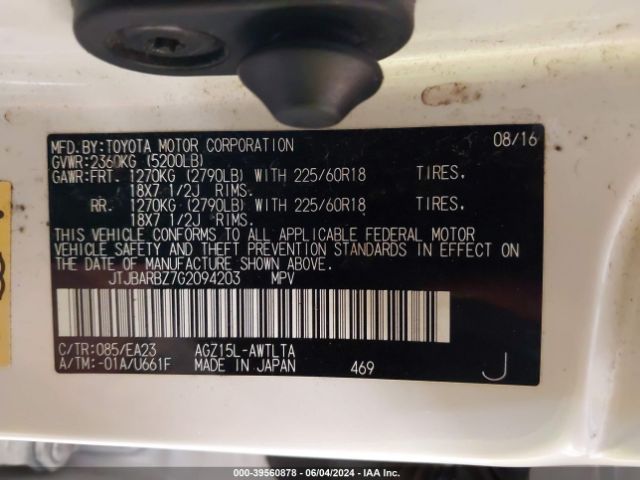 MFD.BY:TOYOTA MOTOR CORPORATION 08/16
GVWR:2360KG (5200LB)
GAWR:FRT. 1270KG (2790LB) WITH 225/60R18 TIRES.
18X7 1/2J RIMS.
RR. 1270KG (2790LB) WITH 225/60R18 TIRES.
18X7 1/2J RIMS.
THIS VEHICLE CONFORMS TO ALL APPLICABLE FEDERAL MOTOR
VEHICLE SAFETY AND THEFT PREVENTION STANDARDS IN EFFECT ON
THE DATE OF MANUFACTURE SHOWN ABOVE.
JTJBARBZ7G2094203 MPV
C/TR:085/EA23 AGZ15L-AWTLTA
A/TM:-01A/U661F MADE IN JAPAN 469 J
000-39560878 - 06/04/2024 - IAA Inc.